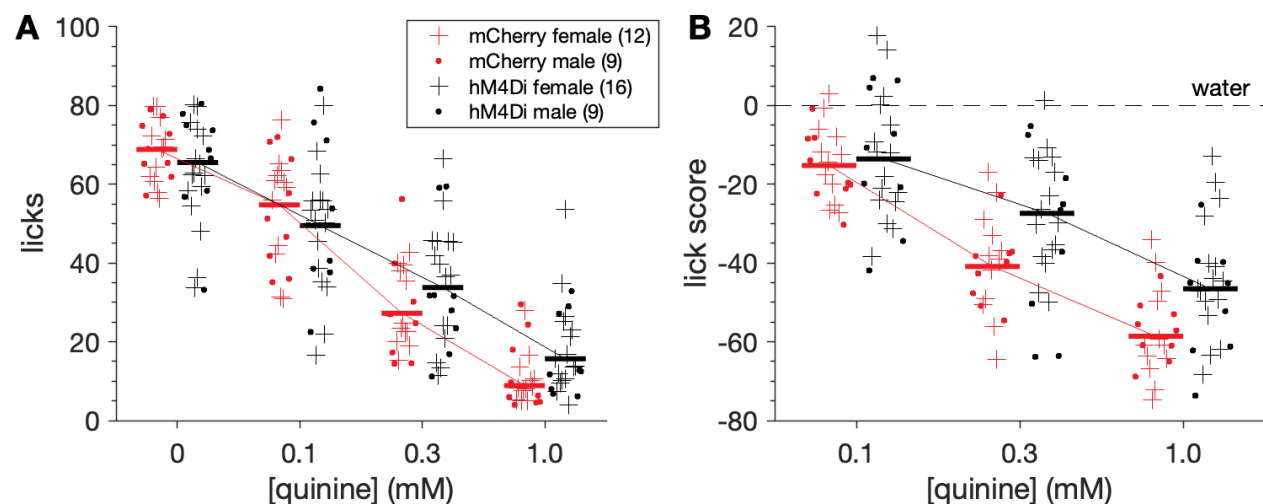 A
100
80
60
40
20
0
licks
0
0.1
0.3
1.0
[quinine] (mM)
mCherry female (12)
mCherry male (9)
hM4Di female (16)
hM4Di male (9)
B
20
0
-20
-40
-60
-80
lick score
water
0.1
0.3
1.0
[quinine] (mM)